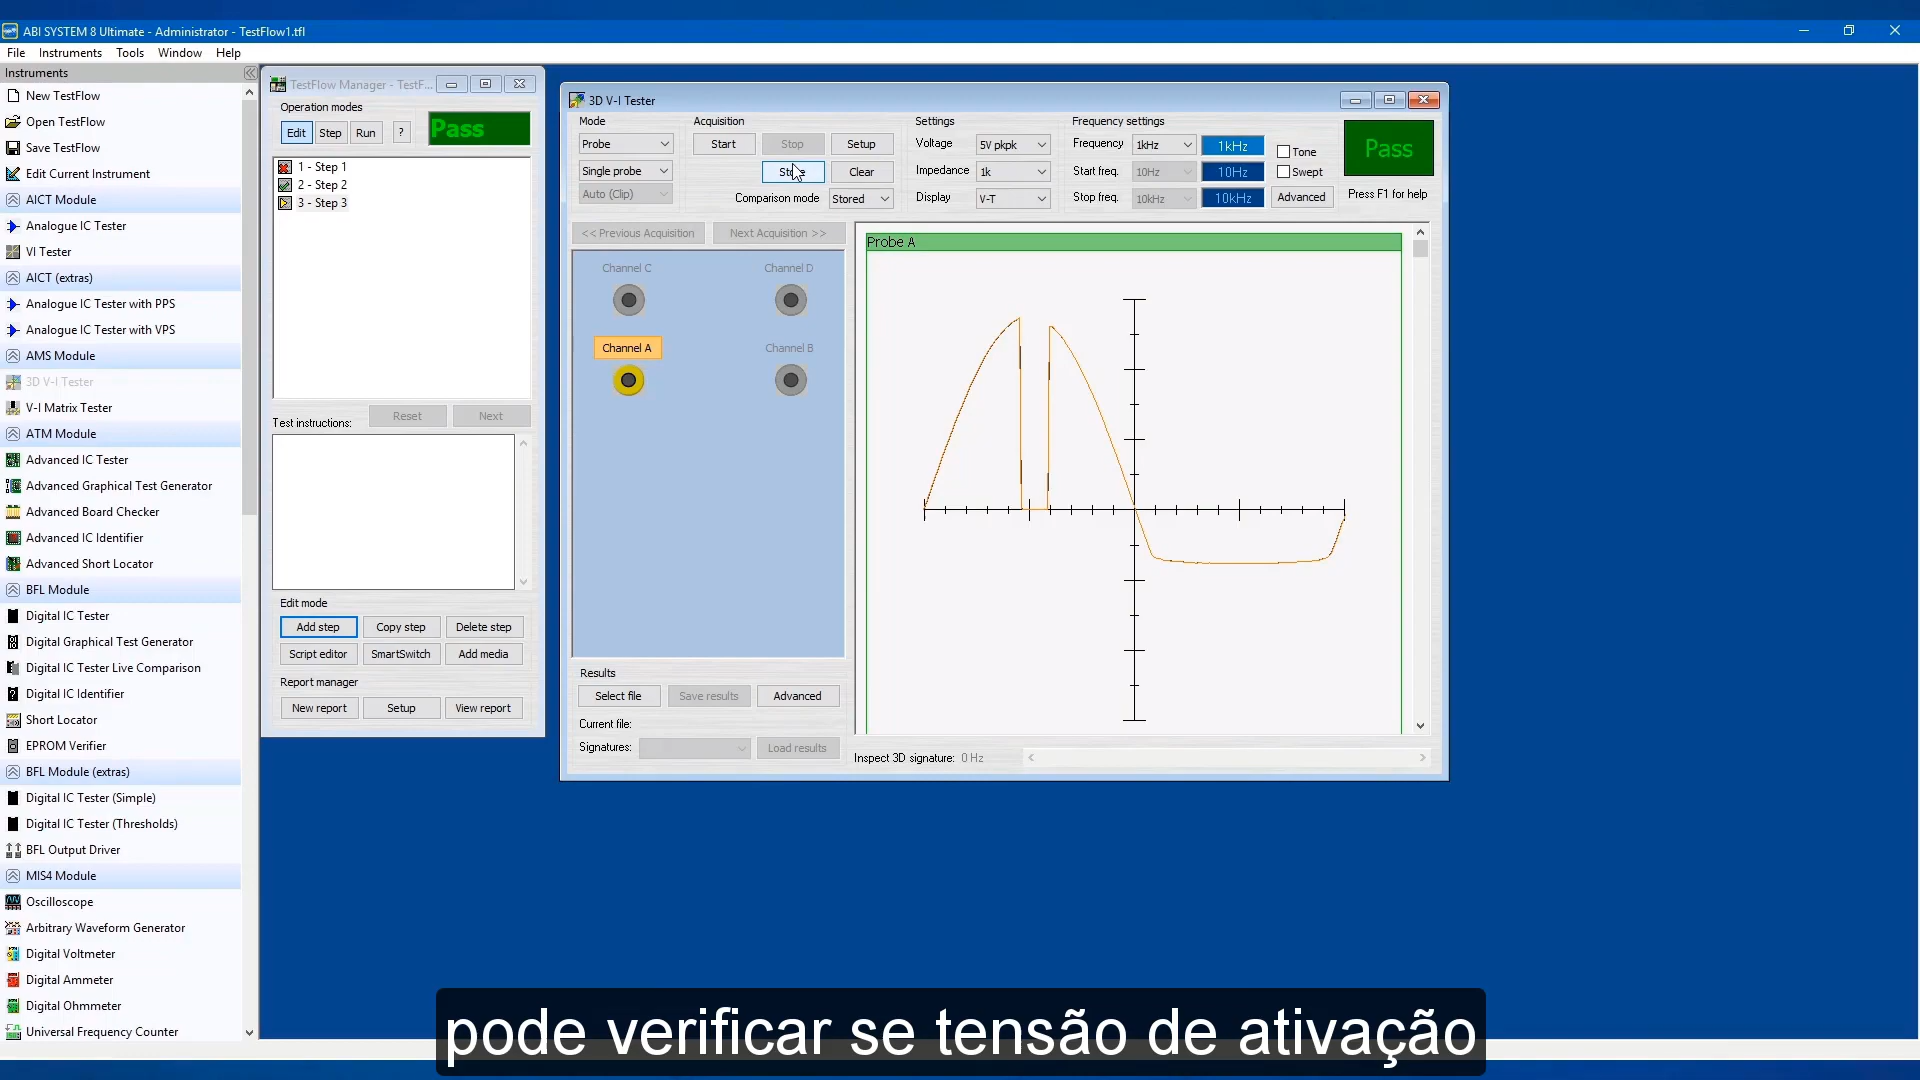 ABI SYSTEM 8 Ultimate - Administrator - TestFlow1.tfl
File Instruments Tools Window Help
Instruments
New TestFlow
Open TestFlow
Save TestFlow
Edit Current Instrument
AICT Module
Analogue IC Tester
VI Tester
AICT (extras)
Analogue IC Tester with PPS
Analogue IC Tester with VPS
AMS Module
3D V-I Tester
V-I Matrix Tester
ATM Module
Advanced IC Tester
Advanced Graphical Test Generator
Advanced Board Checker
Advanced IC Identifier
Advanced Short Locator
BFL Module
Digital IC Tester
Digital Graphical Test Generator
Digital IC Tester Live Comparison
Digital IC Identifier
Short Locator
EPROM Verifier
BFL Module (extras)
Digital IC Tester (Simple)
Digital IC Tester (Thresholds)
BFL Output Driver
MIS4 Module
Oscilloscope
Arbitrary Waveform Generator
Digital Voltmeter
Digital Ammeter
Digital Ohmmeter
Universal Frequency Counter
TestFlow Manager - TestF...
Operation modes
Edit Step Run ? Pass
1 - Step 1
2 - Step 2
3 - Step 3
Reset Next
Test instructions:
Edit mode
Add step Copy step Delete step
Script editor SmartSwitch Add media
Report manager
New report Setup View report
3D V-I Tester
Mode Acquisition Settings Frequency settings
Probe Start Stop Setup Voltage 5V pkpk Frequency 1kHz 1kHz Tone Pass
Single probe Clear Impedance 1k Start freq. 10Hz 10Hz Swept
Auto (Clip) Comparison mode Stored Display V-T Stop freq. 10kHz 10kHz Advanced Press F1 for help
<< Previous Acquisition Next Acquisition >>
Probe A
Channel C Channel D
Channel A Channel B
Results
Select file Save results Advanced
Current file:
Signatures: Load results
Inspect 3D signature: 0 Hz
pode verificar se tensão de ativação